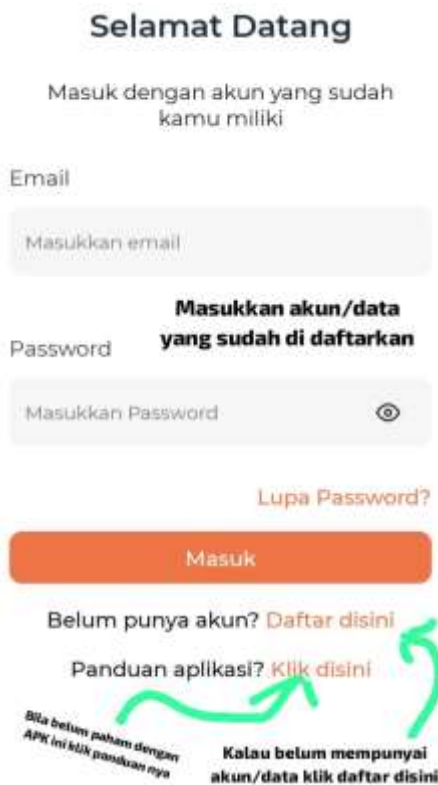 Selamat Datang
Masuk dengan akun yang sudah
kamu miliki
Email
Masukkan email
Masukkan akun/data
yang sudah di daftarkan
Password
Masukkan Password
Lupa Password?
Masuk
Belum punya akun? Daftar disini
Panduan aplikasi? Klik disini
Bila belum paham dengan
APK ini klik panduan nya
Kalau belum mempunyai
akun/data klik daftar disini